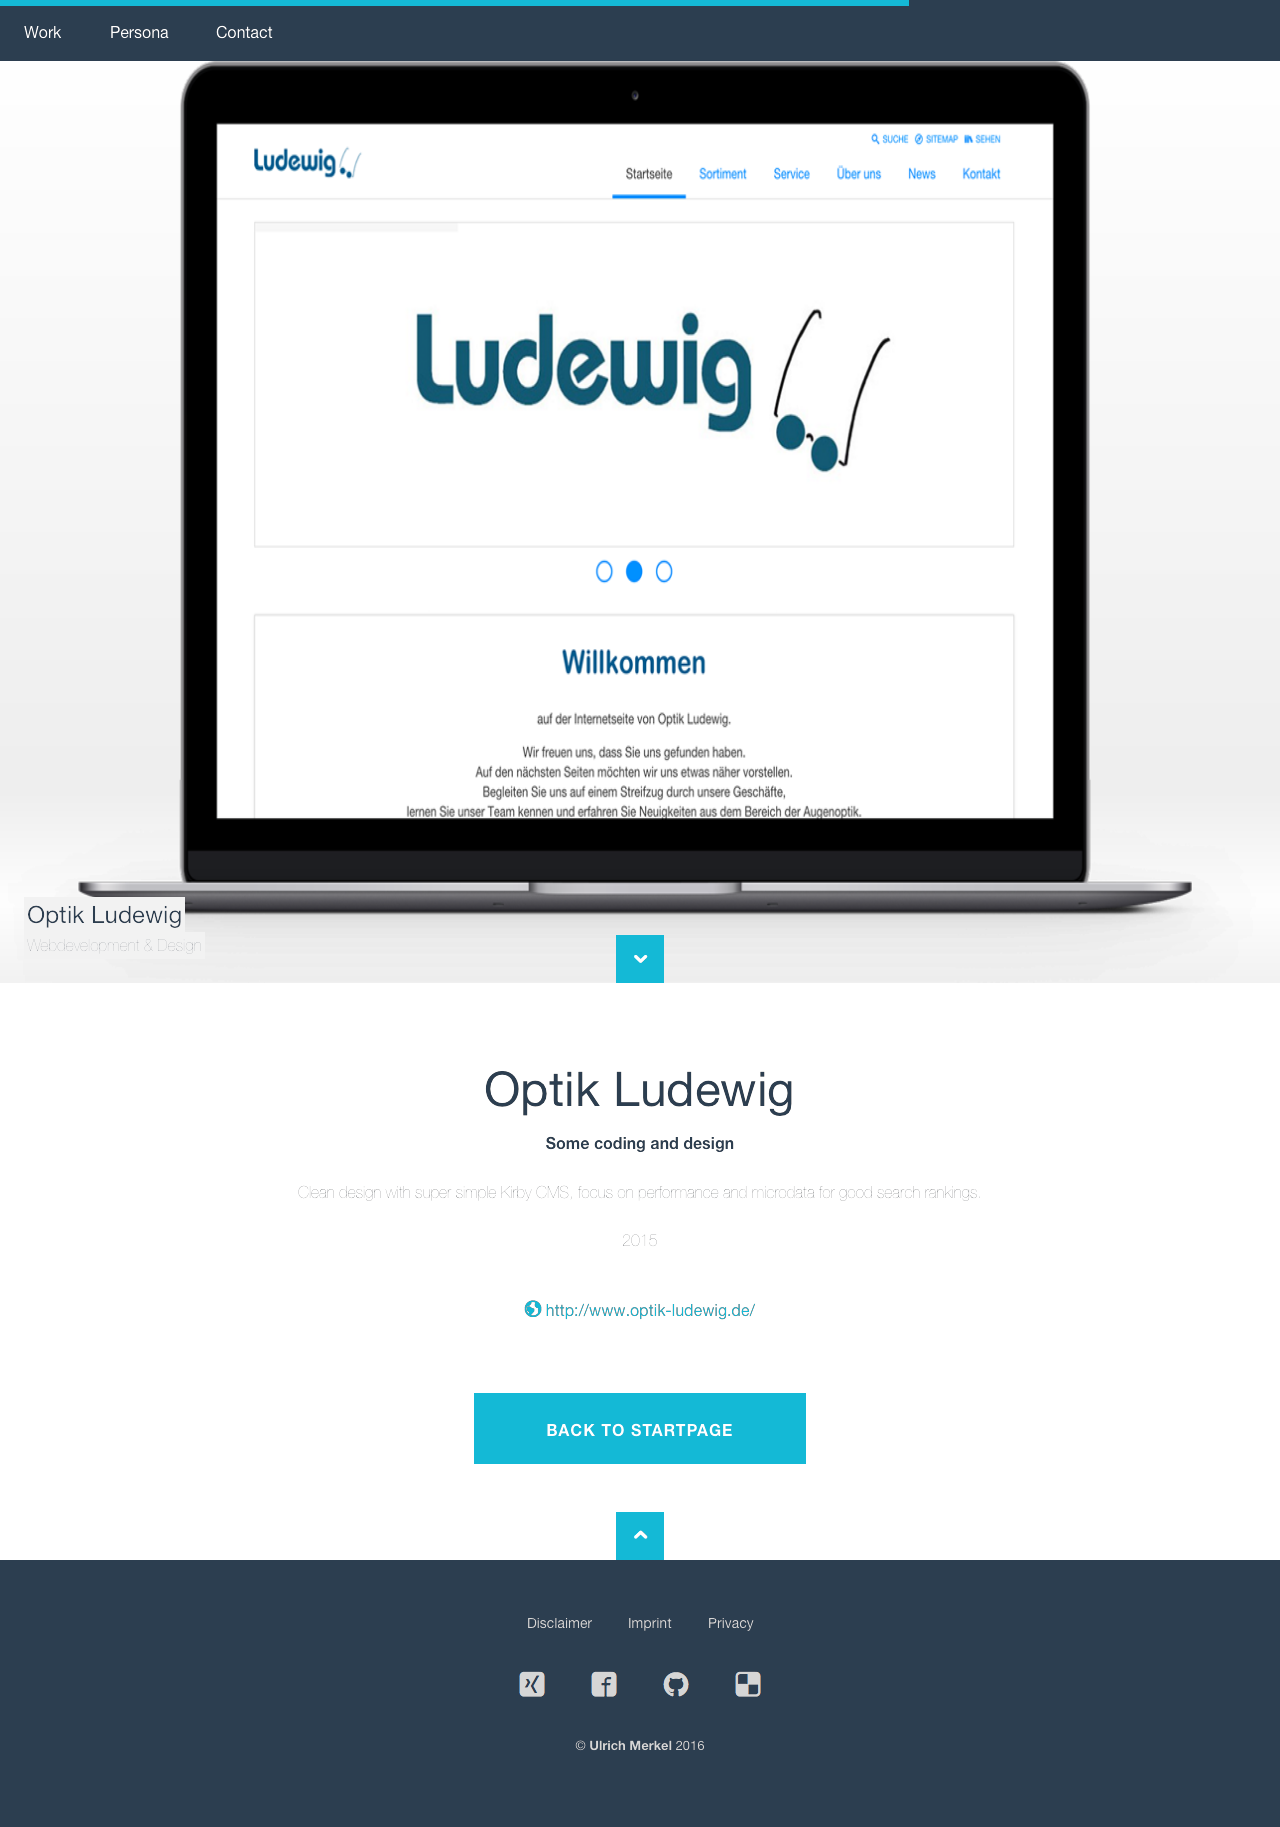 Work Persona Contact
SUCHE SITEMAP SEHEN
Ludewig
Startseite Sortiment Service Über uns News Kontakt
Ludewig
Willkommen
auf der Internetseite von Optik Ludewig.
Wir freuen uns, dass Sie uns gefunden haben.
Auf den nächsten Seiten möchten wir uns etwas näher vorstellen.
Begleiten Sie uns auf einem Streifzug durch unsere Geschäfte,
lernen Sie unser Team kennen und erfahren Sie Neuigkeiten aus dem Bereich der Augenoptik.
Optik Ludewig
Webdevelopment & Design
Optik Ludewig
Some coding and design
Clean design with super simple Kirby CMS, focus on performance and microdata for good search rankings.
2015
http://www.optik-ludewig.de/
BACK TO STARTPAGE
Disclaimer Imprint Privacy
© Ulrich Merkel 2016